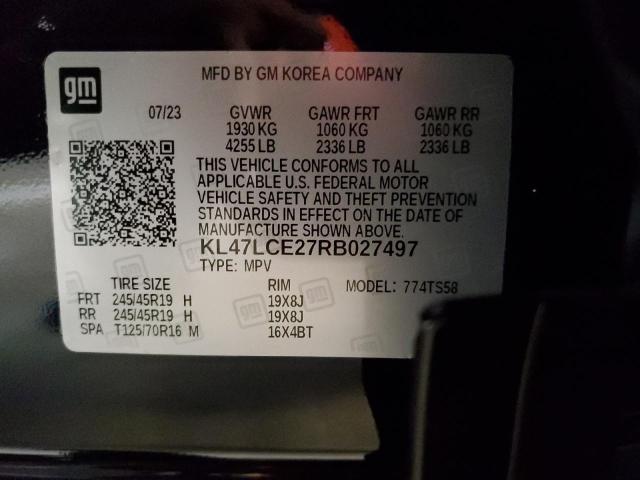 gm MFD BY GM KOREA COMPANY
07/23 GVWR GAWR FRT GAWR RR
1930 KG 1060 KG 1060 KG
4255 LB 2336 LB 2336 LB
THIS VEHICLE CONFORMS TO ALL
APPLICABLE U.S. FEDERAL MOTOR
VEHICLE SAFETY AND THEFT PREVENTION
STANDARDS IN EFFECT ON THE DATE OF
MANUFACTURE SHOWN ABOVE.
KL47LCE27RB027497
TYPE: MPV
TIRE SIZE RIM MODEL: 774TS58
FRT 245/45R19 H 19X8J
RR 245/45R19 H 19X8J
SPA T125/70R16 M 16X4BT